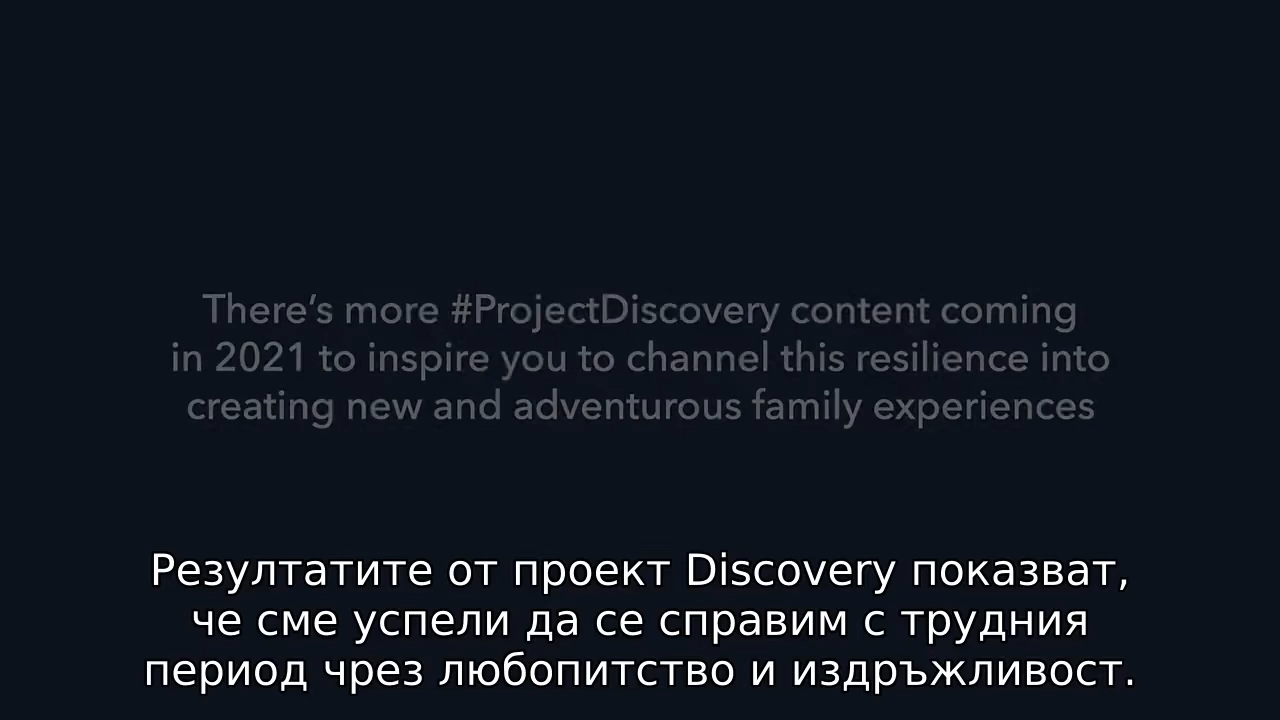 There‘s more #ProjectDiscovery content coming
in 2021 to inspire you to channel this resilience into
creating new and adventurous family experiences
Резултатите от проект Discovery показват,
че сме успели да се справим с трудния
период чрез любопитство и издръжливост.